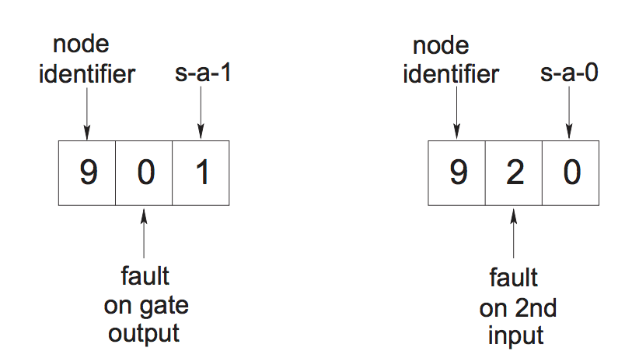 node
identifier
s-a-1
9 0 1
fault
on gate
output
node
identifier
s-a-0
9 2 0
fault
on 2nd
input